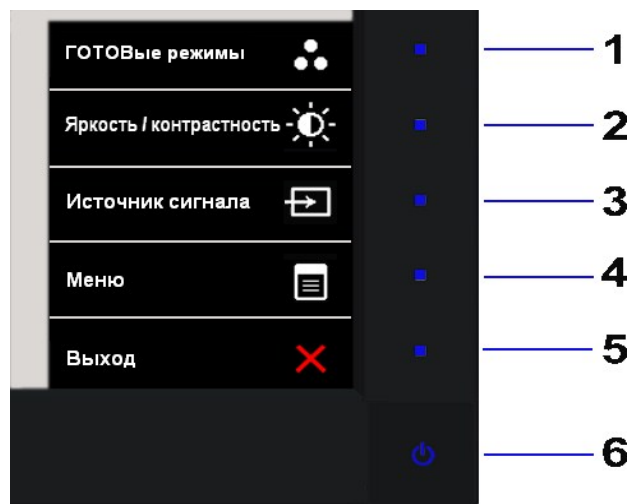 ГОТОВые режимы 1
Яркость / контрастность 2
Источник сигнала 3
Меню 4
Выход 5
6